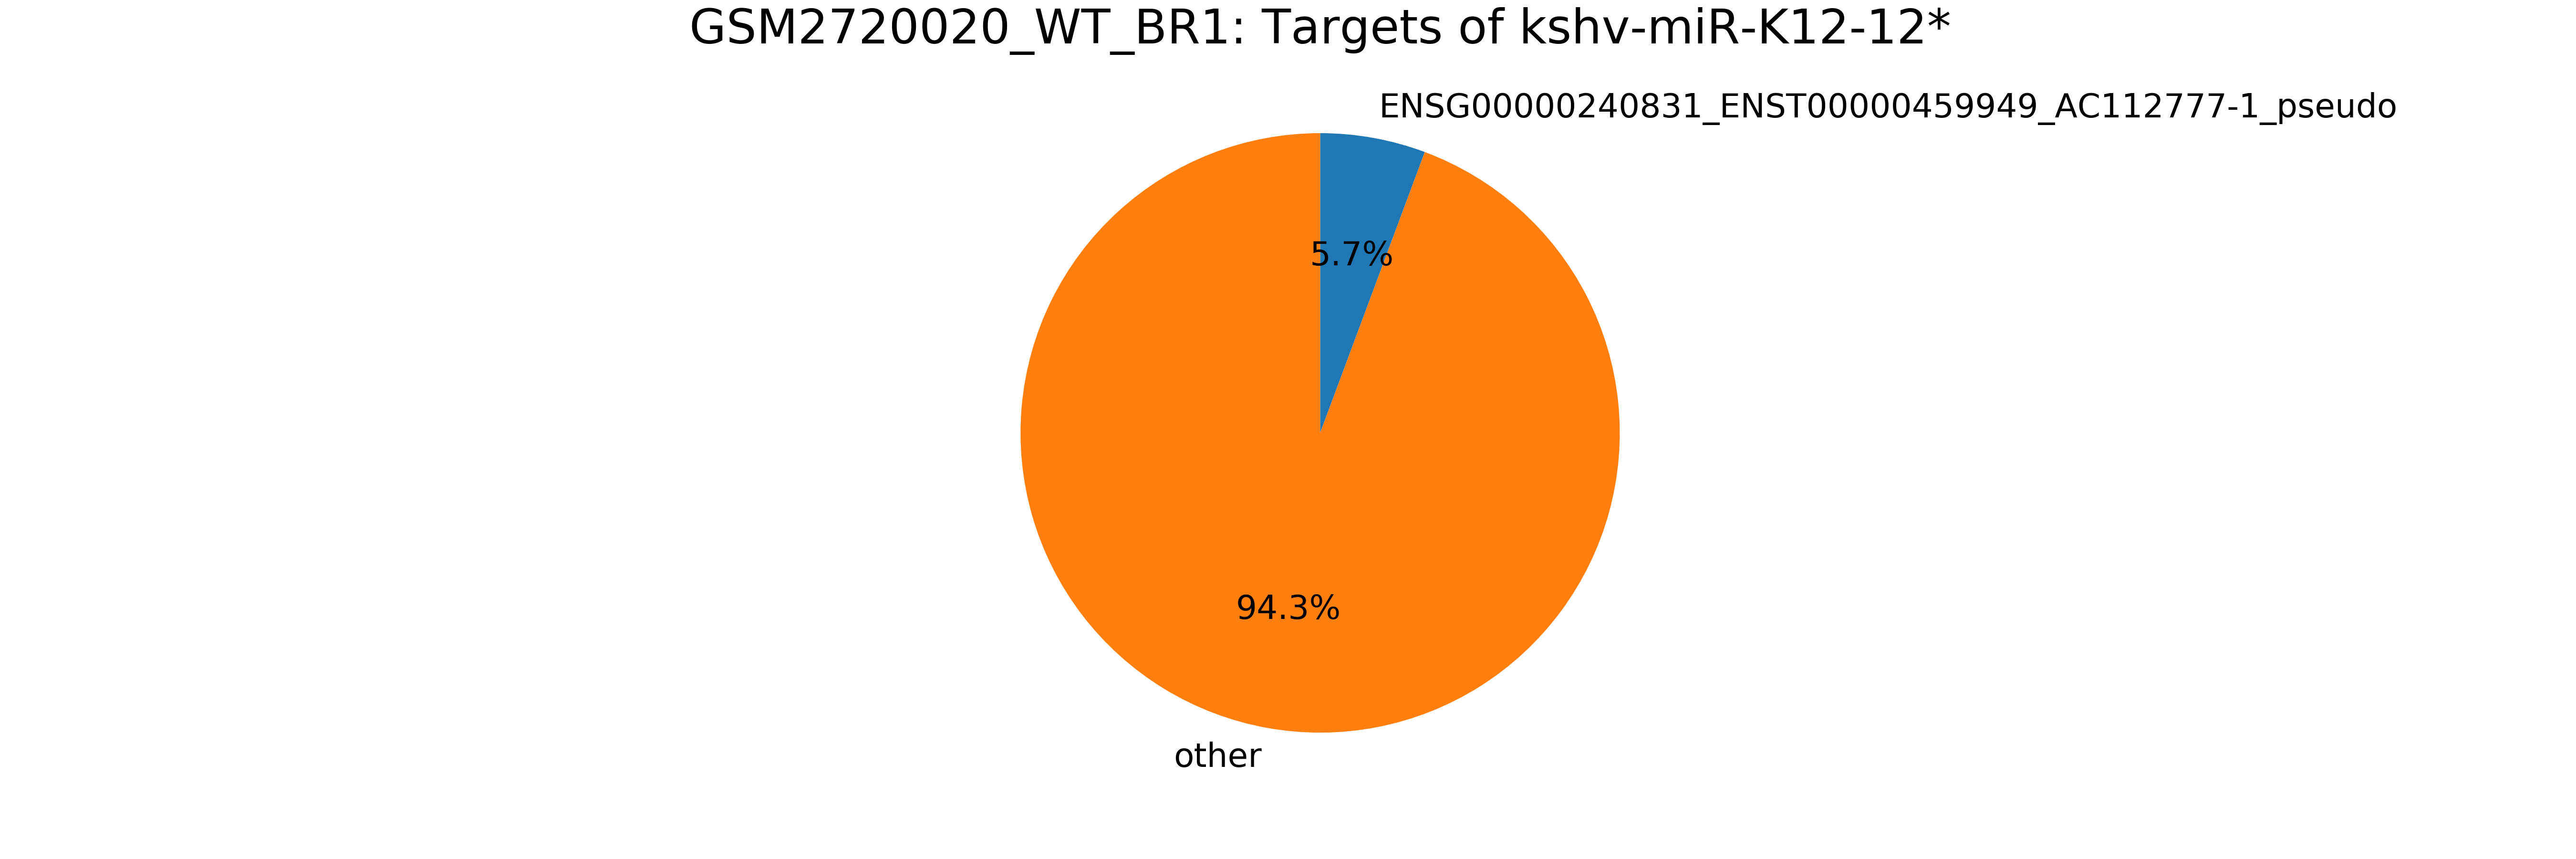 GSM2720020_WT_BR1: Targets of kshv-miR-K12-12*
ENSG00000240831_ENST00000459949_AC112777-1_pseudo
5.7%
94.3%
other